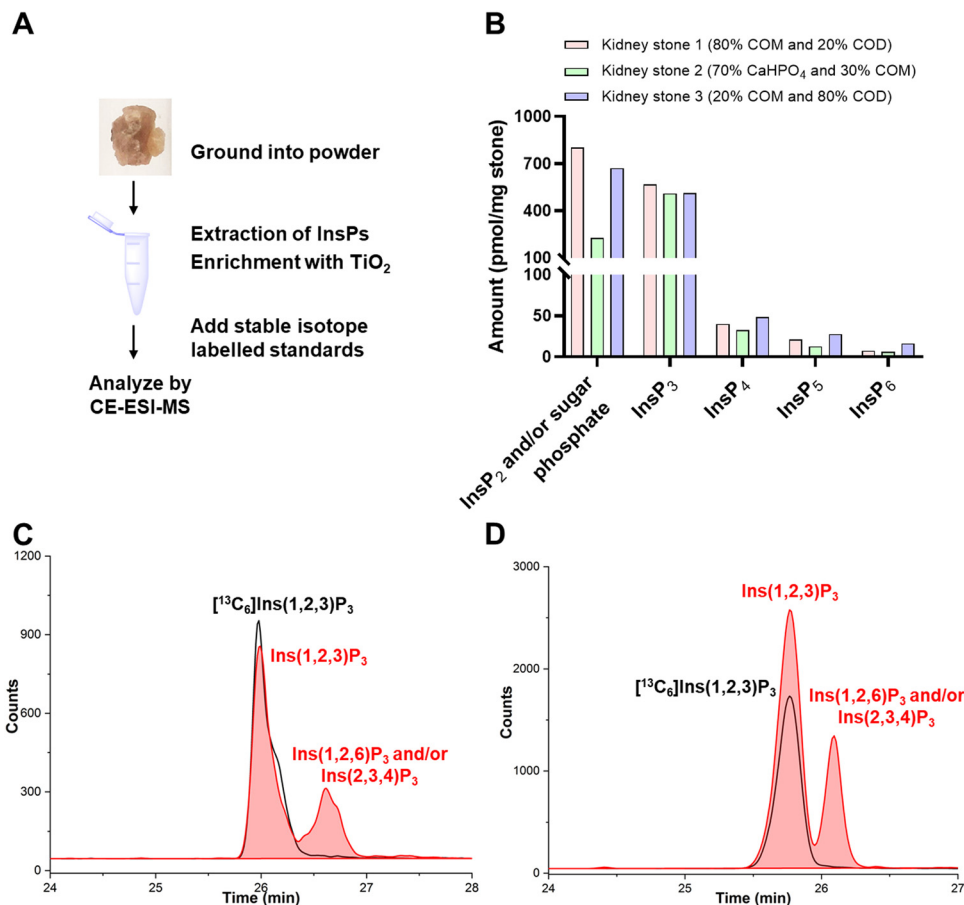 A
Ground into powder
Extraction of InsPs
Enrichment with TiO₂
Add stable isotope
labelled standards
Analyze by
CE-ESI-MS
B
Kidney stone 1 (80% COM and 20% COD)
Kidney stone 2 (70% CaHPO₄ and 30% COM)
Kidney stone 3 (20% COM and 80% COD)
Amount (pmol/mg stone)
1000
700
400
100
100
50
0
InsP₂ and/or sugar
phosphate
InsP₃
InsP₄
InsP₅
InsP₆
C
Counts
1200
900
600
300
0
[¹³C₆]Ins(1,2,3)P₃
Ins(1,2,3)P₃
Ins(1,2,6)P₃ and/or
Ins(2,3,4)P₃
24
25
26
27
28
Time (min)
D
Counts
3000
2000
1000
0
Ins(1,2,3)P₃
[¹³C₆]Ins(1,2,3)P₃
Ins(1,2,6)P₃ and/or
Ins(2,3,4)P₃
24
25
26
27
Time (min)